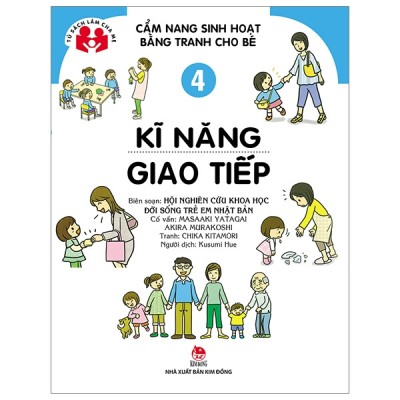 TỦ SÁCH LÀM CHA MẸ
CẨM NANG SINH HOẠT
BẰNG TRANH CHO BÉ
4
KĨ NĂNG
GIAO TIẾP
Biên soạn: HỘI NGHIÊN CỨU KHOA HỌC
ĐỜI SỐNG TRẺ EM NHẬT BẢN
Cố vấn: MASAAKI YATAGAI
AKIRA MURAKOSHI
Tranh: CHIKA KITAMORI
Người dịch: Kusumi Hue
KIM ĐỒNG
NHÀ XUẤT BẢN KIM ĐỒNG